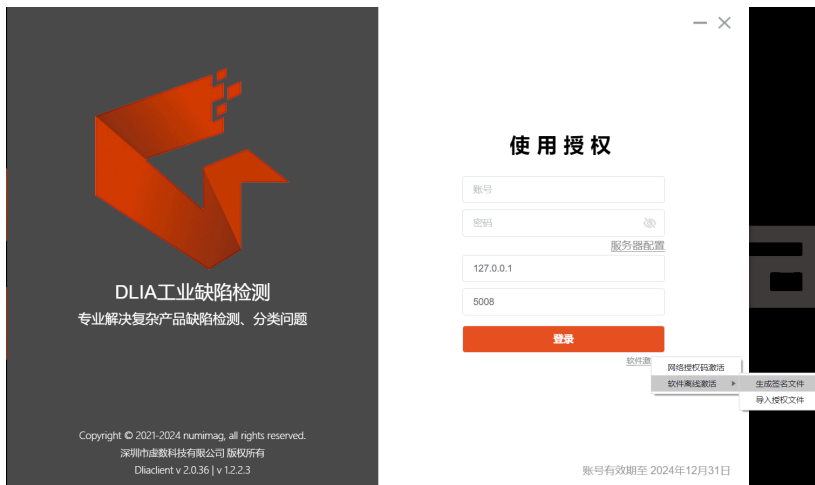 DLIA工业缺陷检测
专业解决复杂产品缺陷检测、分类问题
Copyright © 2021-2024 numimag, all rights reserved.
深圳市虚数科技有限公司 版权所有
Dliaclient v 2.0.36 | v 1.2.2.3
使用授权
账号
密码
服务器配置
127.0.0.1
5008
登录
软件激
网络授权码激活
软件离线激活
生成签名文件
导入授权文件
账号有效期至 2024年12月31日